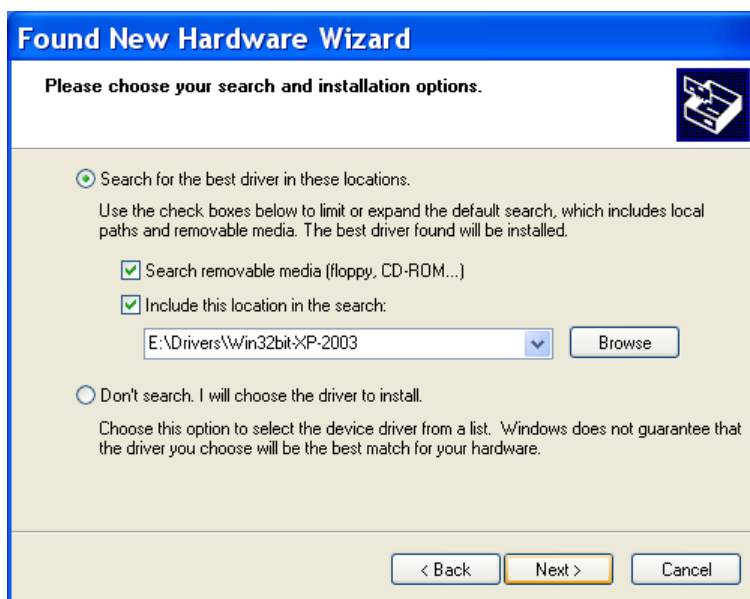 Found New Hardware Wizard
Please choose your search and installation options.
Search for the best driver in these locations.
Use the check boxes below to limit or expand the default search, which includes local
paths and removable media. The best driver found will be installed.
Search removable media (floppy, CD-ROM...)
Include this location in the search:
E:\Drivers\Win32bit-XP-2003
Browse
Don't search. I will choose the driver to install.
Choose this option to select the device driver from a list. Windows does not guarantee that
the driver you choose will be the best match for your hardware.
< Back Next > Cancel